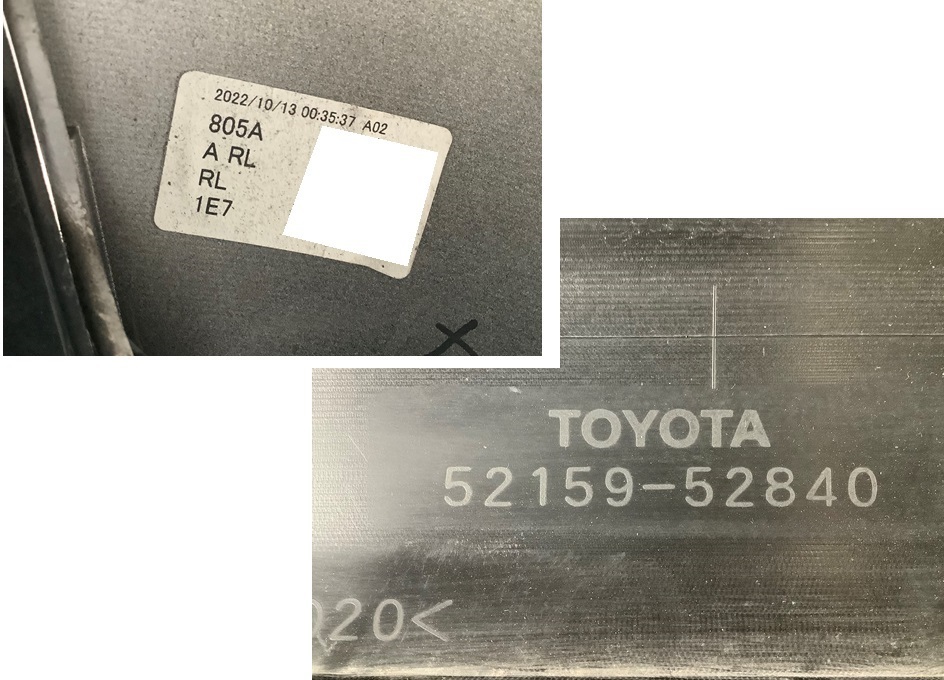 2022/10/13 00:35:37 A02
805A
A RL
RL
1E7
TOYOTA
52159-52840
20<